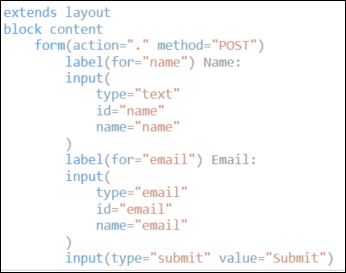 extends layout
block content
    form(action="." method="POST")
        label(for="name") Name:
        input(
            type="text"
            id="name"
            name="name"
        )
        label(for="email") Email:
        input(
            type="email"
            id="email"
            name="email"
        )
        input(type="submit" value="Submit")